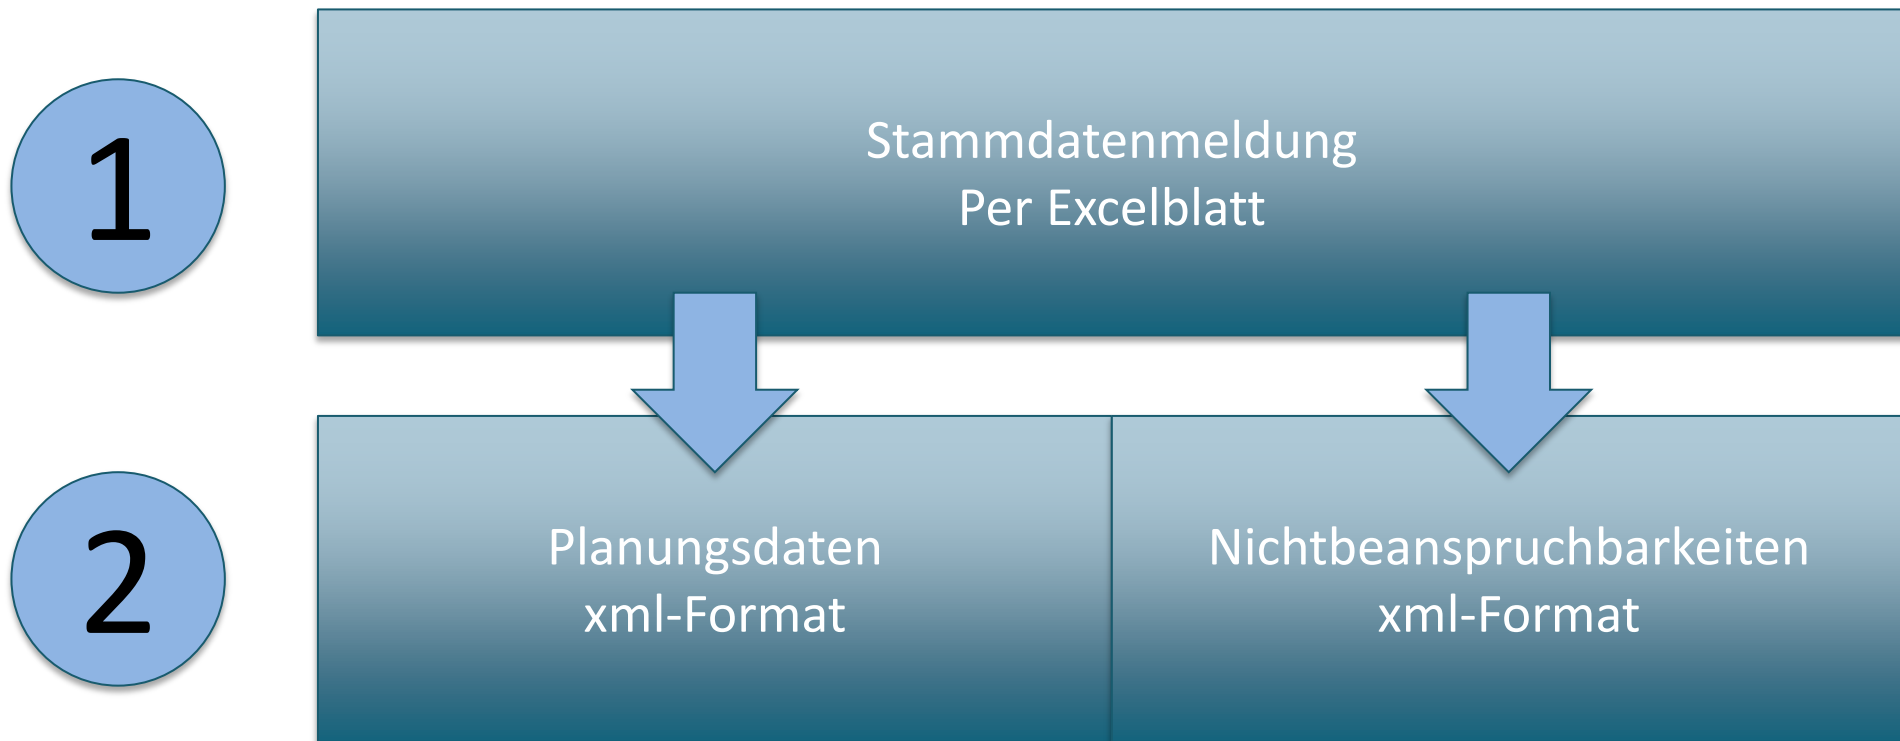 1
Stammdatenmeldung
Per Excelblatt
2
Planungsdaten
xml-Format
Nichtbeanspruchbarkeiten
xml-Format